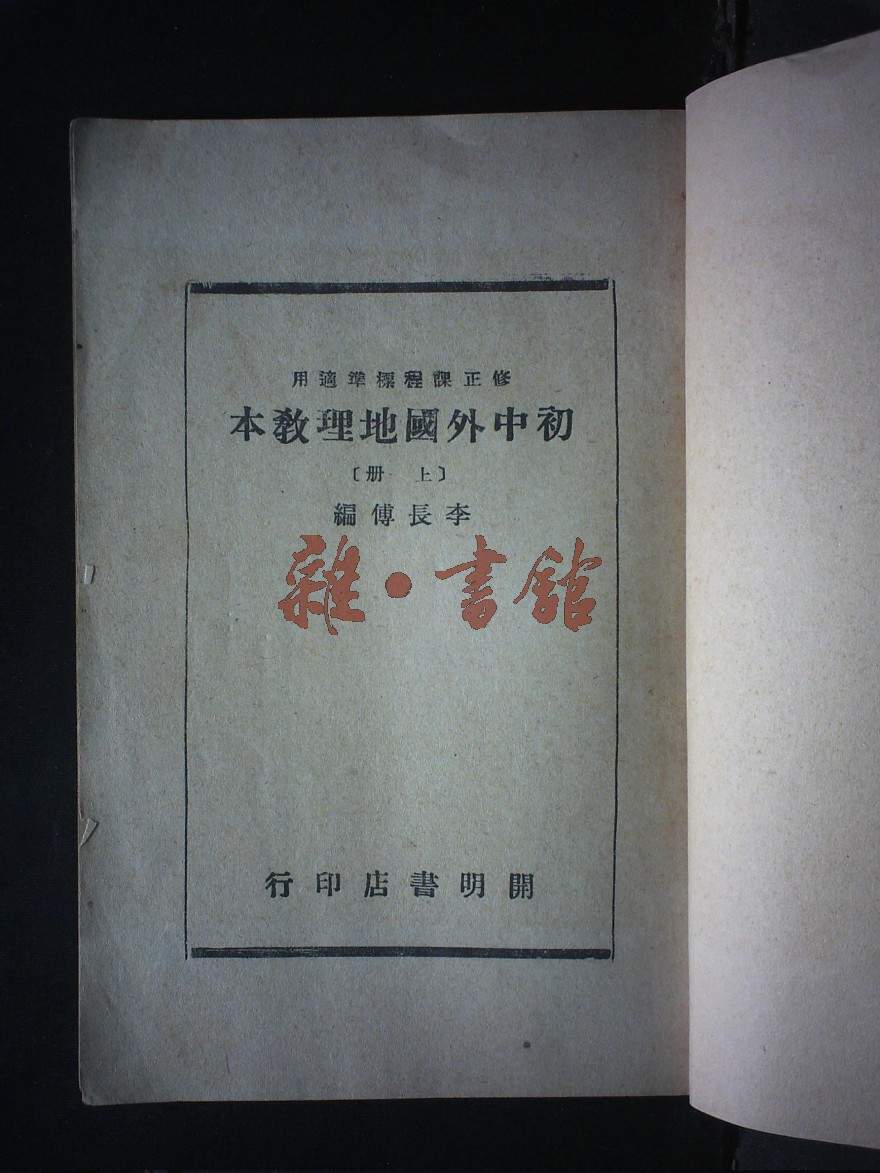 修正課程標準適用
初中外國地理教本
〔上 册〕
李長傅編
雜·書館
開明書店印行